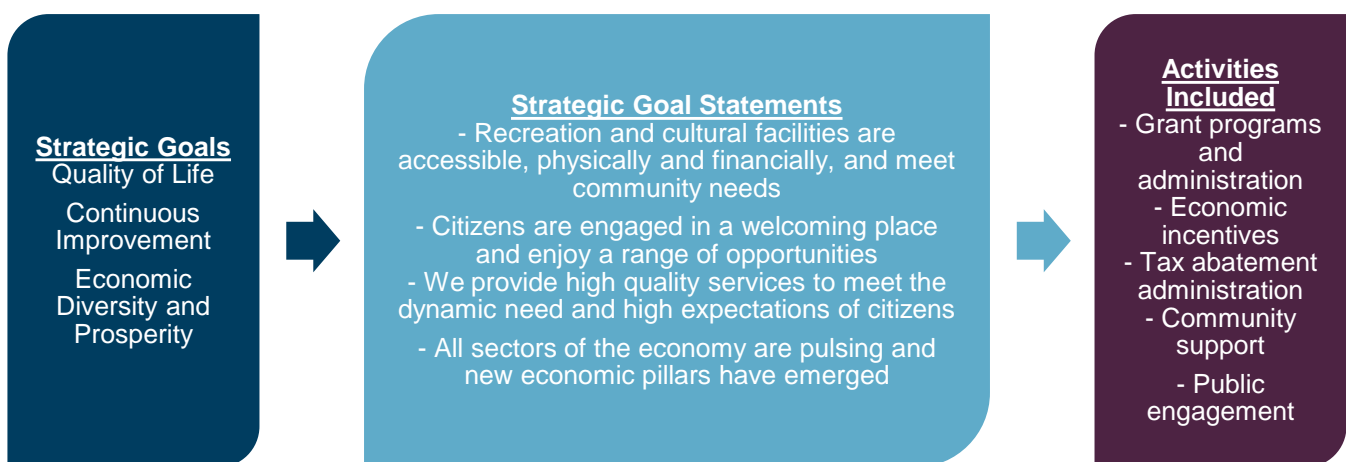 Strategic Goals
Quality of Life
Continuous
Improvement
Economic
Diversity and
Prosperity
Strategic Goal Statements
- Recreation and cultural facilities are
accessible, physically and financially, and meet
community needs
- Citizens are engaged in a welcoming place
and enjoy a range of opportunities
- We provide high quality services to meet the
dynamic need and high expectations of citizens
- All sectors of the economy are pulsing and
new economic pillars have emerged
Activities
Included
- Grant programs
and
administration
- Economic
incentives
- Tax abatement
administration
- Community
support
- Public
engagement